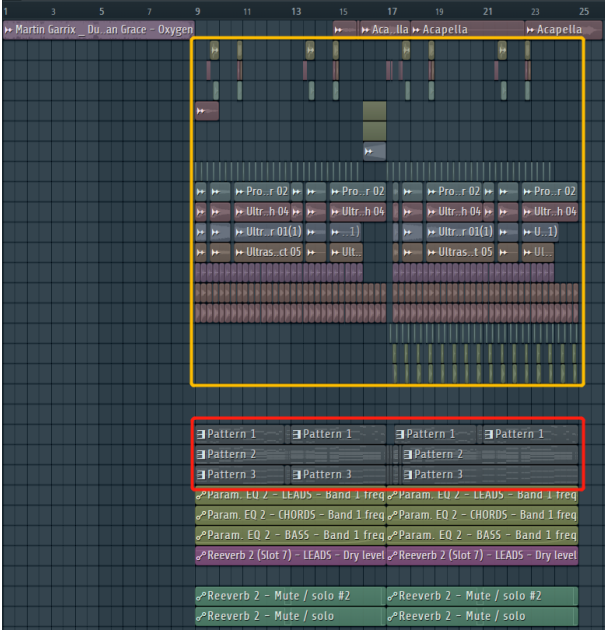 3 5 7 9 11 13 15 17 19 21 23 25
Martin Garrix _ Du..an Grace - Oxygen Aca..lla Acapella Acapella
Pro..r 02 Pro..r 02 Pro..r 02 Pro..r 02
Ultr..h 04 Ultr..h 04 Ultr..h 04 Ultr..h 04
Ultr..r 01(1) ...1) Ultr..r 01(1) U...1)
Ultras..ct 05 Ult.. Ultras..t 05 Ul...
Pattern 1 Pattern 1 Pattern 1 Pattern 1
Pattern 2 Pattern 2
Pattern 3 Pattern 3 Pattern 3
Param. EQ 2 - LEADS - Band 1 freq Param. EQ 2 - LEADS - Band 1 freq
Param. EQ 2 - CHORDS - Band 1 freq Param. EQ 2 - CHORDS - Band 1 freq
Param. EQ 2 - BASS - Band 1 freq Param. EQ 2 - BASS - Band 1 freq
Reeverb 2 (Slot 7) - LEADS - Dry level Reeverb 2 (Slot 7) - LEADS - Dry level
Reeverb 2 - Mute / solo #2 Reeverb 2 - Mute / solo #2
Reeverb 2 - Mute / solo Reeverb 2 - Mute / solo